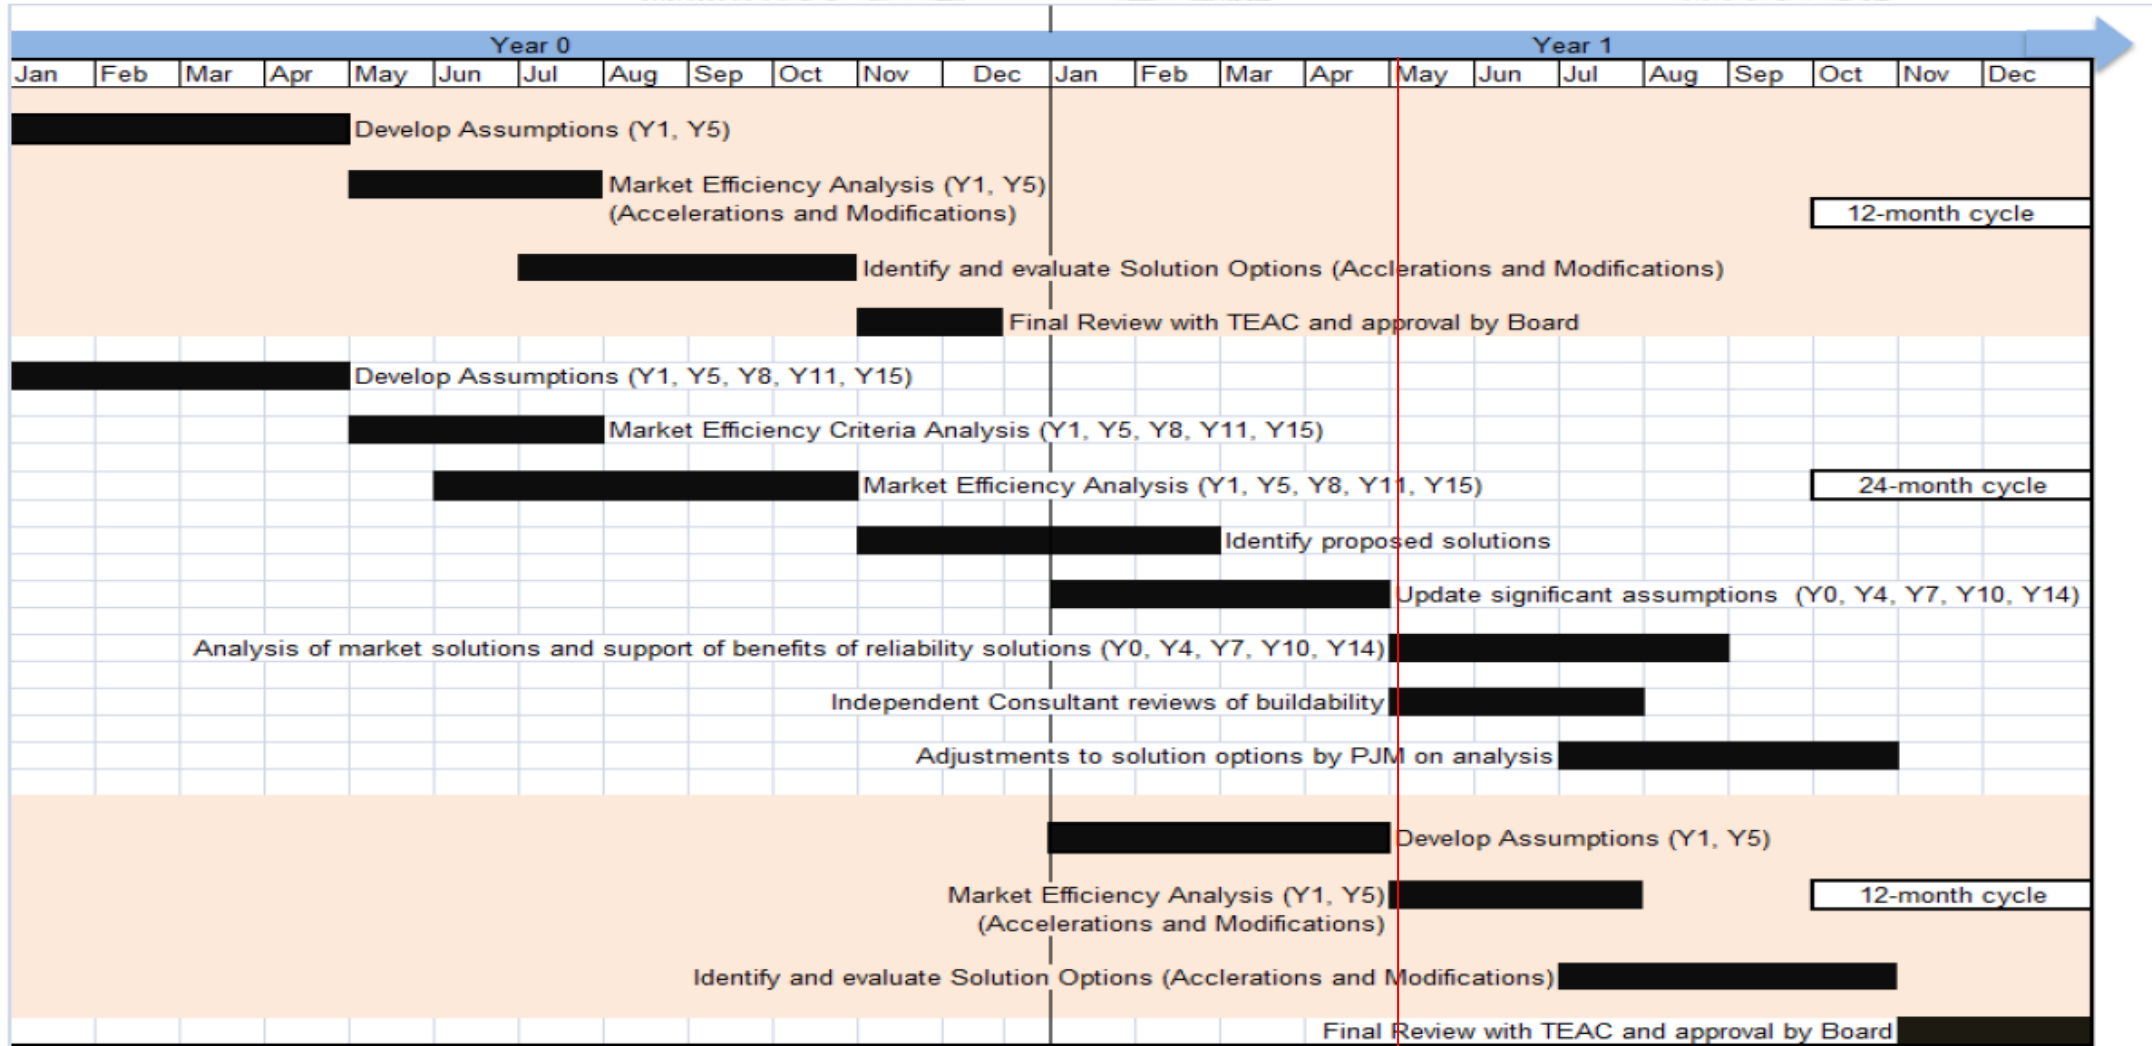 Year 0 Year 1
Jan Feb Mar Apr May Jun Jul Aug Sep Oct Nov Dec Jan Feb Mar Apr May Jun Jul Aug Sep Oct Nov Dec
Develop Assumptions (Y1, Y5)
Market Efficiency Analysis (Y1, Y5)
(Accelerations and Modifications)
12-month cycle
Identify and evaluate Solution Options (Acclerations and Modifications)
Final Review with TEAC and approval by Board
Develop Assumptions (Y1, Y5, Y8, Y11, Y15)
Market Efficiency Criteria Analysis (Y1, Y5, Y8, Y11, Y15)
Market Efficiency Analysis (Y1, Y5, Y8, Y11, Y15)
24-month cycle
Identify proposed solutions
Update significant assumptions (Y0, Y4, Y7, Y10, Y14)
Analysis of market solutions and support of benefits of reliability solutions (Y0, Y4, Y7, Y10, Y14)
Independent Consultant reviews of buildability
Adjustments to solution options by PJM on analysis
Develop Assumptions (Y1, Y5)
Market Efficiency Analysis (Y1, Y5)
12-month cycle
(Accelerations and Modifications)
Identify and evaluate Solution Options (Acclerations and Modifications)
Final Review with TEAC and approval by Board